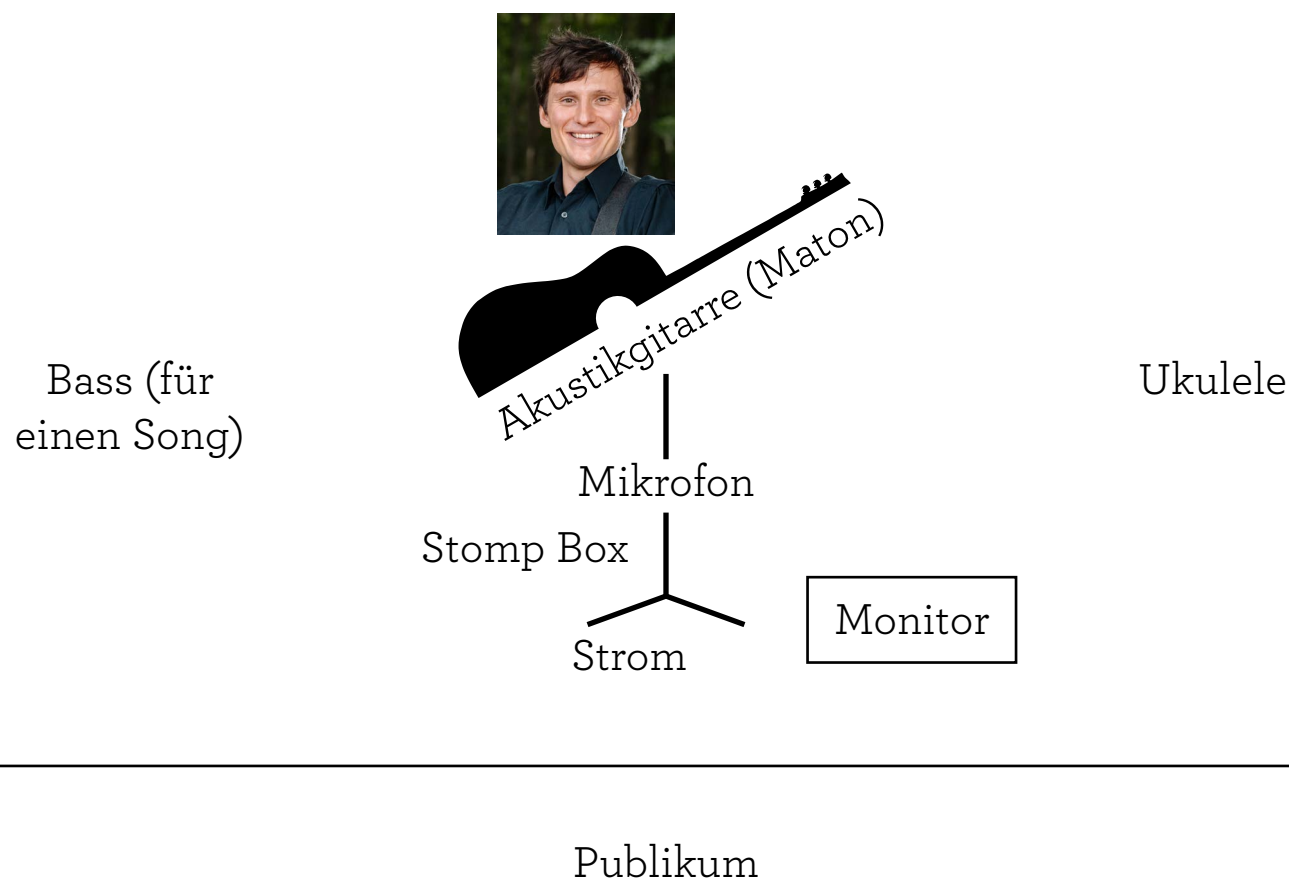 Akustikgitarre (Maton)
Bass (für
einen Song)
Ukulele
Mikrofon
Stomp Box
Monitor
Strom
Publikum